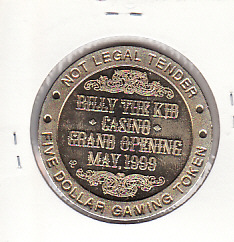 NOT LEGAL TENDER
BILLY THE KID
· CASINO ·
GRAND OPENING
MAY, 1999
FIVE DOLLAR GAMING TOKEN